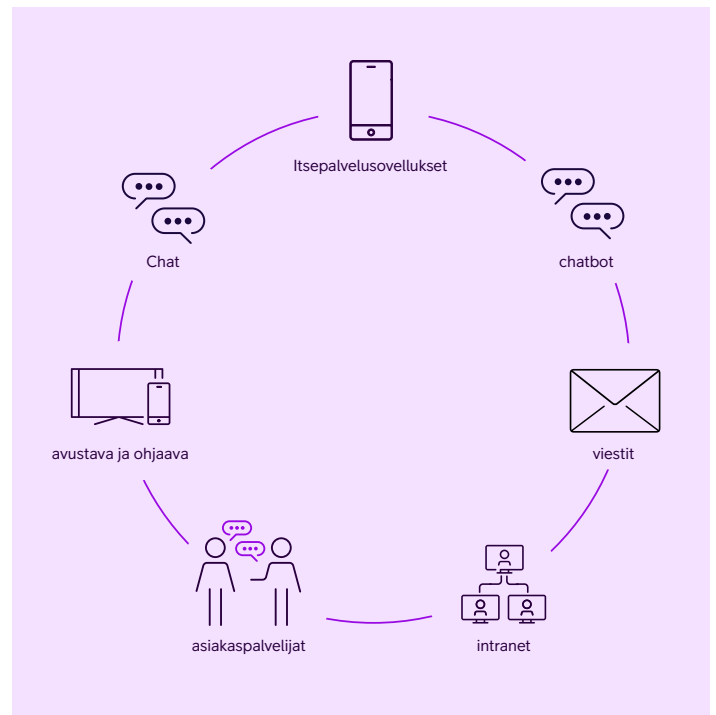 Itsepalvelusovellukset
Chat
chatbot
avustava ja ohjaava
viestit
asiakaspalvelijat
intranet